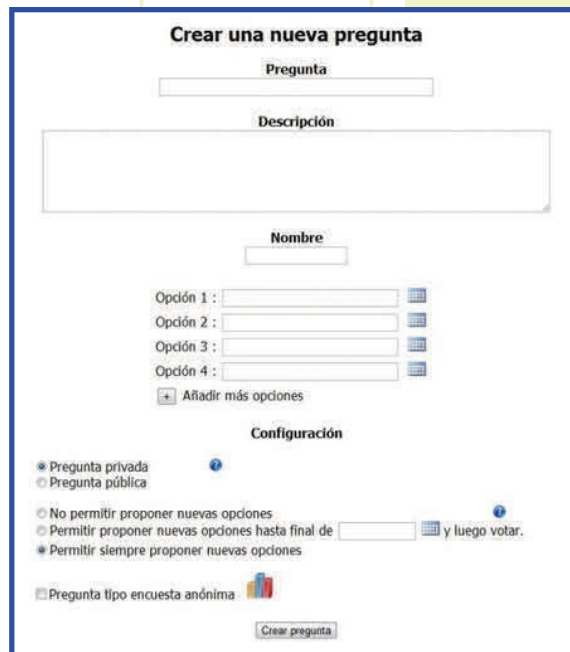 Crear una nueva pregunta
Pregunta
Descripción
Nombre
Opción 1 :
Opción 2 :
Opción 3 :
Opción 4 :
+ Añadir más opciones
Configuración
Pregunta privada ?
Pregunta pública
No permitir proponer nuevas opciones ?
Permitir proponer nuevas opciones hasta final de y luego votar.
Permitir siempre proponer nuevas opciones
Pregunta tipo encuesta anónima
Crear pregunta